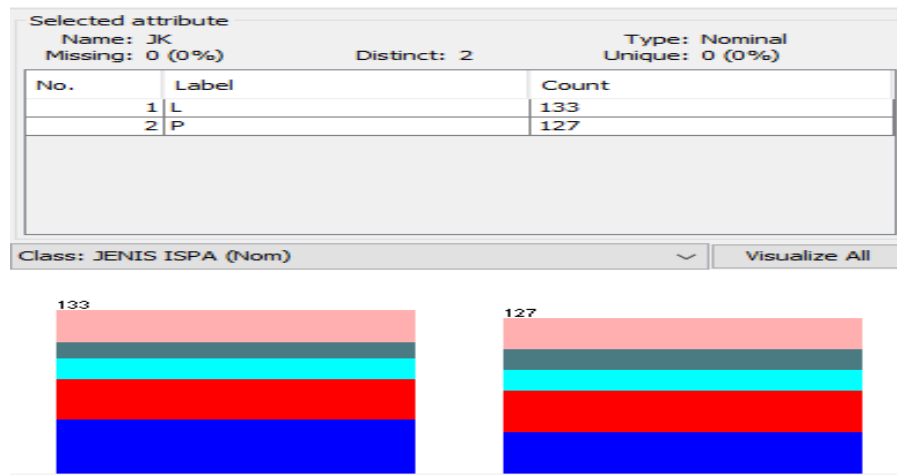 Selected attribute
Name: JK Type: Nominal
Missing: 0 (0%) Distinct: 2 Unique: 0 (0%)
No. Label Count
1 L 133
2 P 127
Class: JENIS ISPA (Nom) Visualize All
133
127